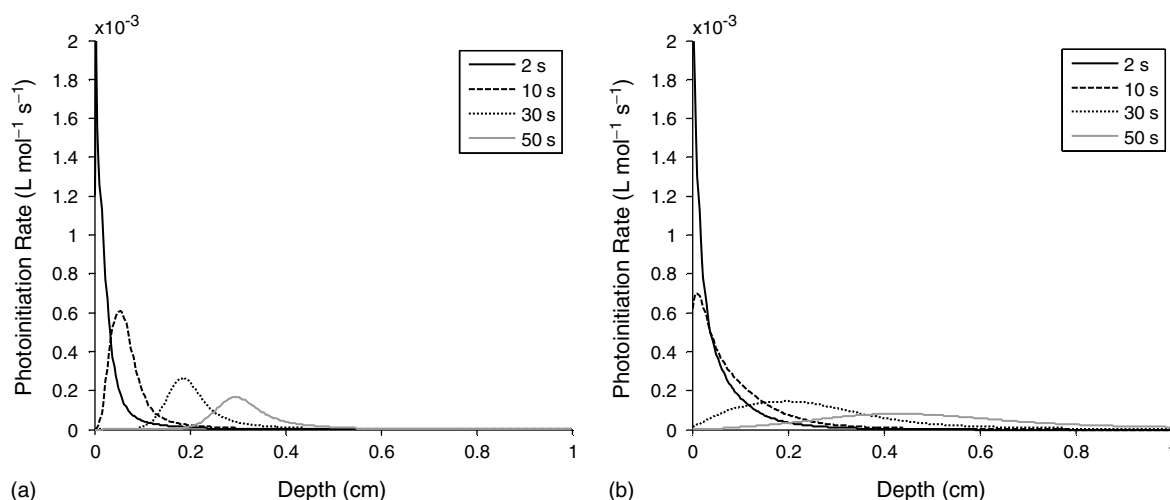 x10⁻³
2
1.8
1.6
1.4
1.2
1
0.8
0.6
0.4
0.2
0
Photoinitiation Rate (L mol⁻¹ s⁻¹)
2 s
10 s
30 s
50 s
0 0.2 0.4 0.6 0.8 1
(a) Depth (cm)
x10⁻³
2
1.8
1.6
1.4
1.2
1
0.8
0.6
0.4
0.2
0
Photoinitiation Rate (L mol⁻¹ s⁻¹)
2 s
10 s
30 s
50 s
0 0.2 0.4 0.6 0.8 1
(b) Depth (cm)